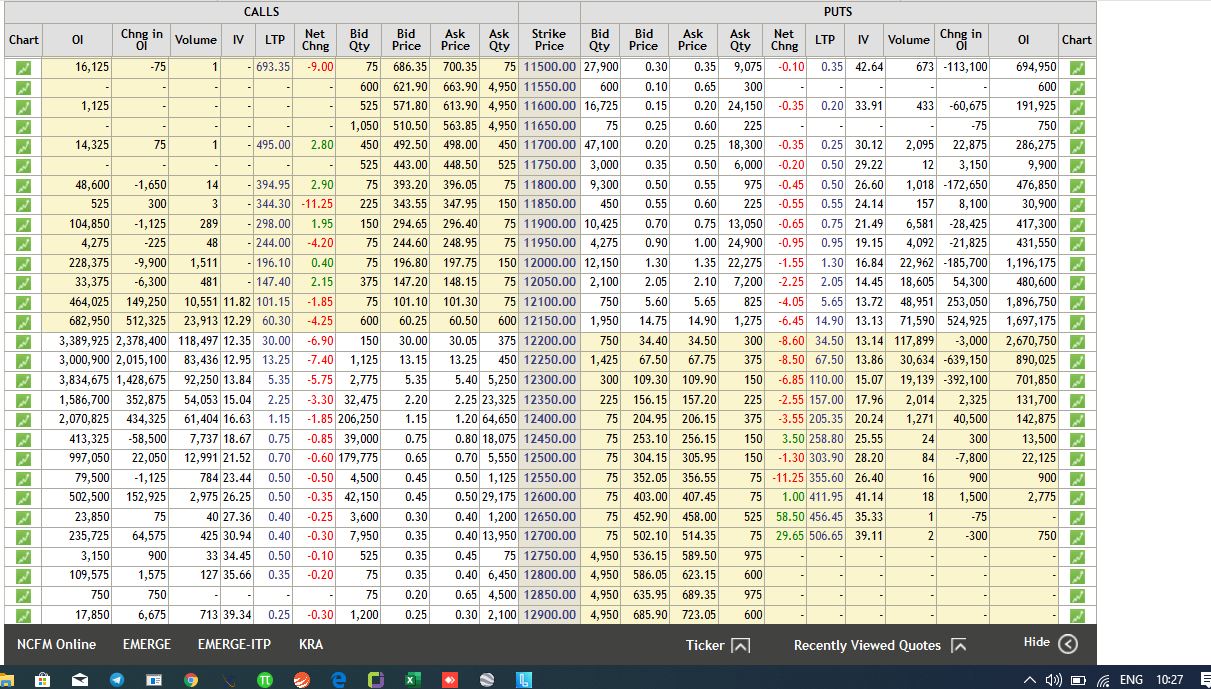 CALLS PUTS
Chart OI Chng in OI Volume IV LTP Net Chng Bid Qty Bid Price Ask Price Ask Qty Strike Price Bid Qty Bid Price Ask Price Ask Qty Net Chng LTP IV Volume Chng in OI OI Chart
16,125 -75 1 - 693.35 -9.00 75 686.35 700.35 75 11500.00 27,900 0.30 0.35 9,075 -0.10 0.35 42.64 673 -113,100 694,950
- - - - - - 600 621.90 663.90 4,950 11550.00 600 0.10 0.65 300 - - - - - 600
1,125 - - - - - 525 571.80 613.90 4,950 11600.00 16,725 0.15 0.20 24,150 -0.35 0.20 33.91 433 -60,675 191,925
- - - - - - 1,050 510.50 563.85 4,950 11650.00 75 0.25 0.60 225 - - - - -75 750
14,325 75 1 - 495.00 2.80 450 492.50 498.00 450 11700.00 47,100 0.20 0.25 18,300 -0.35 0.25 30.12 2,095 22,875 286,275
- - - - - - 525 443.00 448.50 525 11750.00 3,000 0.35 0.50 6,000 -0.20 0.50 29.22 12 3,150 9,900
48,600 -1,650 14 - 394.95 2.90 75 393.20 396.05 75 11800.00 9,300 0.50 0.55 975 -0.45 0.50 26.60 1,018 -172,650 476,850
525 300 3 - 344.30 -11.25 225 343.55 347.95 150 11850.00 450 0.55 0.60 225 -0.55 0.55 24.14 157 8,100 30,900
104,850 -1,125 289 - 298.00 1.95 150 294.65 296.40 75 11900.00 10,425 0.70 0.75 13,050 -0.65 0.75 21.49 6,581 -28,425 417,300
4,275 -225 48 - 244.00 -4.20 75 244.60 248.95 75 11950.00 4,275 0.90 1.00 24,900 -0.95 0.95 19.15 4,092 -21,825 431,550
228,375 -9,900 1,511 - 196.10 0.40 75 196.80 197.75 150 12000.00 12,150 1.30 1.35 22,275 -1.55 1.30 16.84 22,962 -185,700 1,196,175
33,375 -6,300 481 - 147.40 2.15 375 147.20 148.15 75 12050.00 2,100 2.05 2.10 7,200 -2.25 2.05 14.45 18,605 54,300 480,600
464,025 149,250 10,551 11.82 101.15 -1.85 75 101.10 101.30 75 12100.00 750 5.60 5.65 825 -4.05 5.65 13.72 48,951 253,050 1,896,750
682,950 512,325 23,913 12.29 60.30 -4.25 600 60.25 60.50 600 12150.00 1,950 14.75 14.90 1,275 -6.45 14.90 13.13 71,590 524,925 1,697,175
3,389,925 2,378,400 118,497 12.35 30.00 -6.90 150 30.00 30.05 375 12200.00 750 34.40 34.50 300 -8.60 34.50 13.14 117,899 -3,000 2,670,750
3,000,900 2,015,100 83,436 12.95 13.25 -7.40 1,125 13.15 13.25 450 12250.00 1,425 67.50 67.75 375 -8.50 67.50 13.86 30,634 -639,150 890,025
3,834,675 1,428,675 92,250 13.84 5.35 -5.75 2,775 5.35 5.40 5,250 12300.00 300 109.30 109.90 150 -6.85 110.00 15.07 19,139 -392,100 701,850
1,586,700 352,875 54,053 15.04 2.25 -3.30 32,475 2.20 2.25 23,325 12350.00 225 156.15 157.20 225 -2.55 157.00 17.96 2,014 2,325 131,700
2,070,825 434,325 61,404 16.63 1.15 -1.85 206,250 1.15 1.20 64,650 12400.00 75 204.95 206.15 375 -3.55 205.35 20.24 1,271 40,500 142,875
413,325 -58,500 7,737 18.67 0.75 -0.85 39,000 0.75 0.80 18,075 12450.00 75 253.10 256.15 150 3.50 258.80 25.55 24 300 13,500
997,050 22,050 12,991 21.52 0.70 -0.60 179,775 0.65 0.70 5,550 12500.00 75 304.15 305.95 150 -1.30 303.90 28.20 84 -7,800 22,125
79,500 -1,125 784 23.44 0.50 -0.50 4,500 0.45 0.50 1,125 12550.00 75 352.05 356.55 75 -11.25 355.60 26.40 16 900 900
502,500 152,925 2,975 26.25 0.50 -0.35 42,150 0.45 0.50 29,175 12600.00 75 403.00 407.45 75 1.00 411.95 41.14 18 1,500 2,775
23,850 75 40 27.36 0.40 -0.25 3,600 0.30 0.40 1,200 12650.00 75 452.90 458.00 525 58.50 456.45 35.33 1 -75 -
235,725 64,575 425 30.94 0.40 -0.30 7,950 0.35 0.40 13,950 12700.00 75 502.10 514.35 75 29.65 506.65 39.11 2 -300 750
3,150 900 33 34.45 0.50 -0.10 525 0.35 0.45 75 12750.00 4,950 536.15 589.50 975 - - - - - -
109,575 1,575 127 35.66 0.35 -0.20 75 0.35 0.40 6,450 12800.00 4,950 586.05 623.15 600 - - - - - -
750 750 - - - - 75 0.20 0.65 4,500 12850.00 4,950 635.95 689.35 975 - - - - - -
17,850 6,675 713 39.34 0.25 -0.30 1,200 0.25 0.30 2,100 12900.00 4,950 685.90 723.05 600 - - - - - -
NCFM Online EMERGE EMERGE-ITP KRA Ticker Recently Viewed Quotes Hide
ENG 10:27